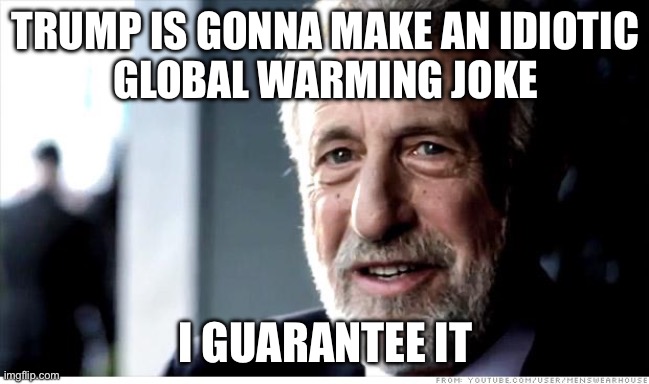 TRUMP IS GONNA MAKE AN IDIOTIC
GLOBAL WARMING JOKE
I GUARANTEE IT
imgflip.com
FROM: YOUTUBE.COM/USER/MENSWEARHOUSE